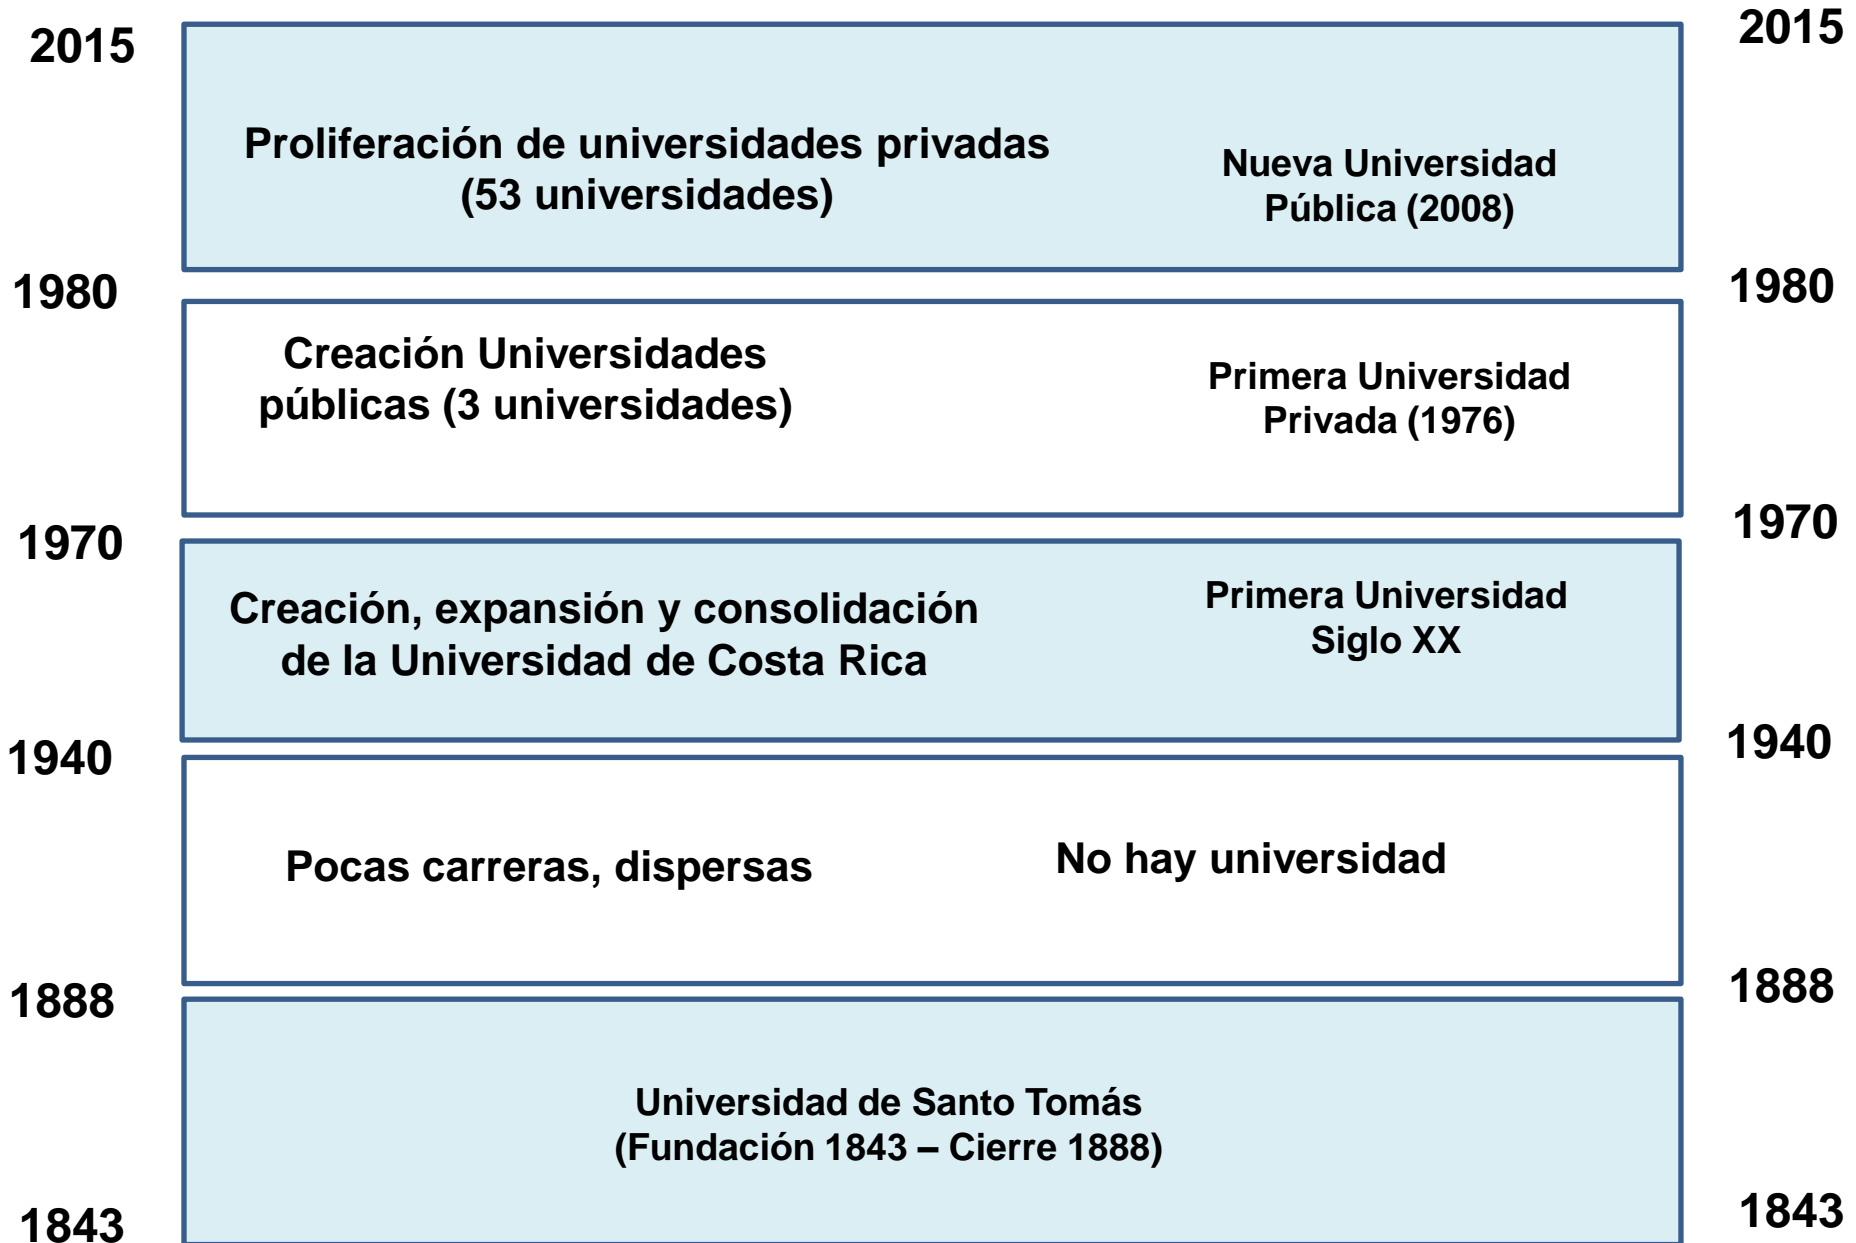 2015
2015
Proliferación de universidades privadas
(53 universidades)
Nueva Universidad
Pública (2008)
1980
1980
Creación Universidades
públicas (3 universidades)
Primera Universidad
Privada (1976)
1970
1970
Creación, expansión y consolidación
de la Universidad de Costa Rica
Primera Universidad
Siglo XX
1940
1940
Pocas carreras, dispersas
No hay universidad
1888
1888
Universidad de Santo Tomás
(Fundación 1843 – Cierre 1888)
1843
1843